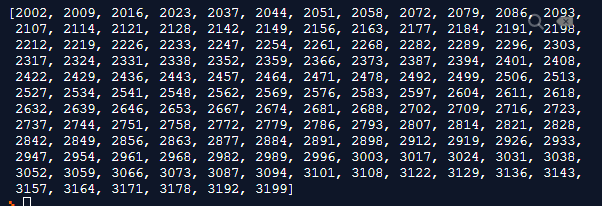 [2002, 2009, 2016, 2023, 2037, 2044, 2051, 2058, 2072, 2079, 2086, 2093,
2107, 2114, 2121, 2128, 2142, 2149, 2156, 2163, 2177, 2184, 2191, 2198,
2212, 2219, 2226, 2233, 2247, 2254, 2261, 2268, 2282, 2289, 2296, 2303,
2317, 2324, 2331, 2338, 2352, 2359, 2366, 2373, 2387, 2394, 2401, 2408,
2422, 2429, 2436, 2443, 2457, 2464, 2471, 2478, 2492, 2499, 2506, 2513,
2527, 2534, 2541, 2548, 2562, 2569, 2576, 2583, 2597, 2604, 2611, 2618,
2632, 2639, 2646, 2653, 2667, 2674, 2681, 2688, 2702, 2709, 2716, 2723,
2737, 2744, 2751, 2758, 2772, 2779, 2786, 2793, 2807, 2814, 2821, 2828,
2842, 2849, 2856, 2863, 2877, 2884, 2891, 2898, 2912, 2919, 2926, 2933,
2947, 2954, 2961, 2968, 2982, 2989, 2996, 3003, 3017, 3024, 3031, 3038,
3052, 3059, 3066, 3073, 3087, 3094, 3101, 3108, 3122, 3129, 3136, 3143,
3157, 3164, 3171, 3178, 3192, 3199]